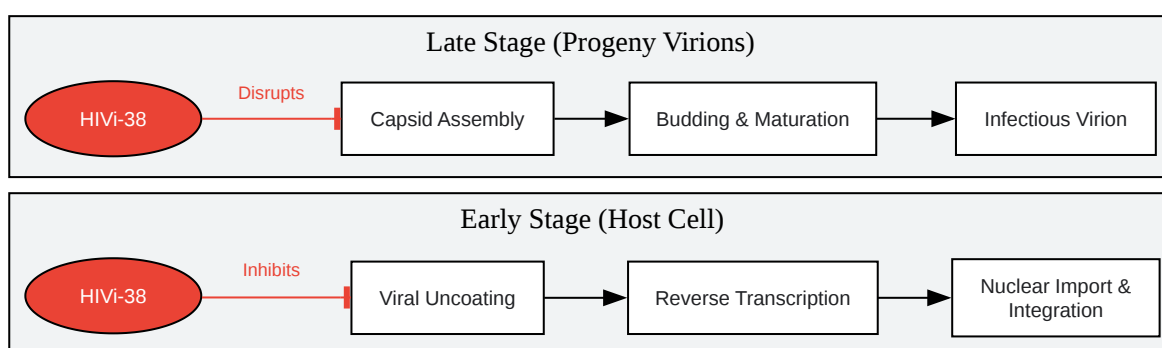 Late Stage (Progeny Virions)
HIVi-38
Disrupts
Capsid Assembly
Budding & Maturation
Infectious Virion
Early Stage (Host Cell)
HIVi-38
Inhibits
Viral Uncoating
Reverse Transcription
Nuclear Import &
Integration